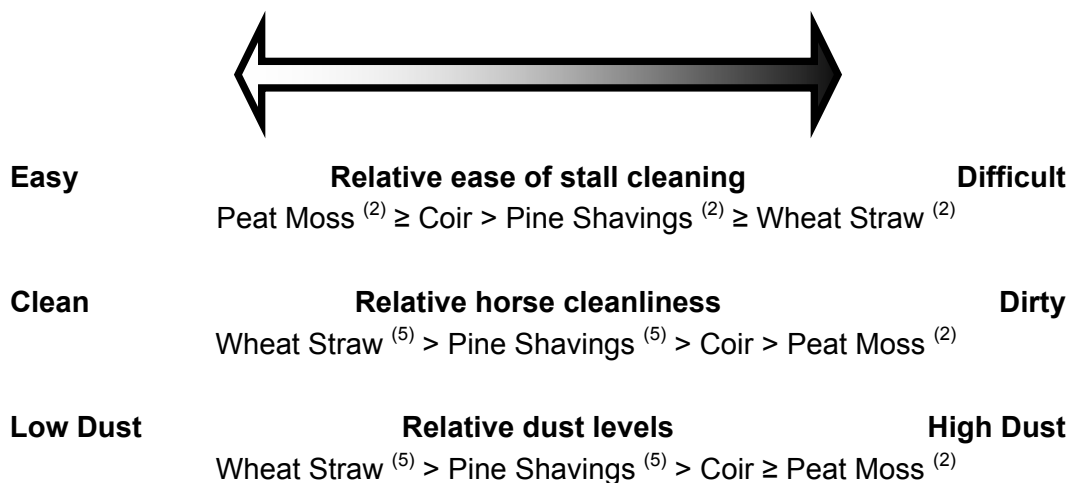 Easy Relative ease of stall cleaning Difficult
Peat Moss (2) ≥ Coir > Pine Shavings (2) ≥ Wheat Straw (2)
Clean Relative horse cleanliness Dirty
Wheat Straw (5) > Pine Shavings (5) > Coir > Peat Moss (2)
Low Dust Relative dust levels High Dust
Wheat Straw (5) > Pine Shavings (5) > Coir ≥ Peat Moss (2)